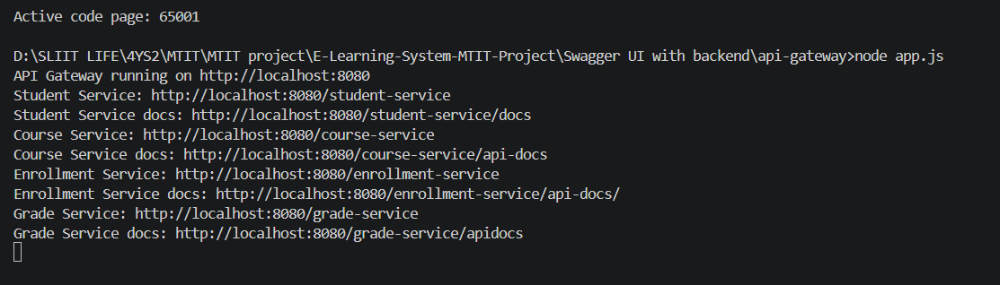 Active code page: 65001
D:\SLIIT LIFE\4YS2\MTIT\MTIT project\E-Learning-System-MTIT-Project\Swagger UI with backend\api-gateway>node app.js
API Gateway running on http://localhost:8080
Student Service: http://localhost:8080/student-service
Student Service docs: http://localhost:8080/student-service/docs
Course Service: http://localhost:8080/course-service
Course Service docs: http://localhost:8080/course-service/api-docs
Enrollment Service: http://localhost:8080/enrollment-service
Enrollment Service docs: http://localhost:8080/enrollment-service/api-docs/
Grade Service: http://localhost:8080/grade-service
Grade Service docs: http://localhost:8080/grade-service/apidocs